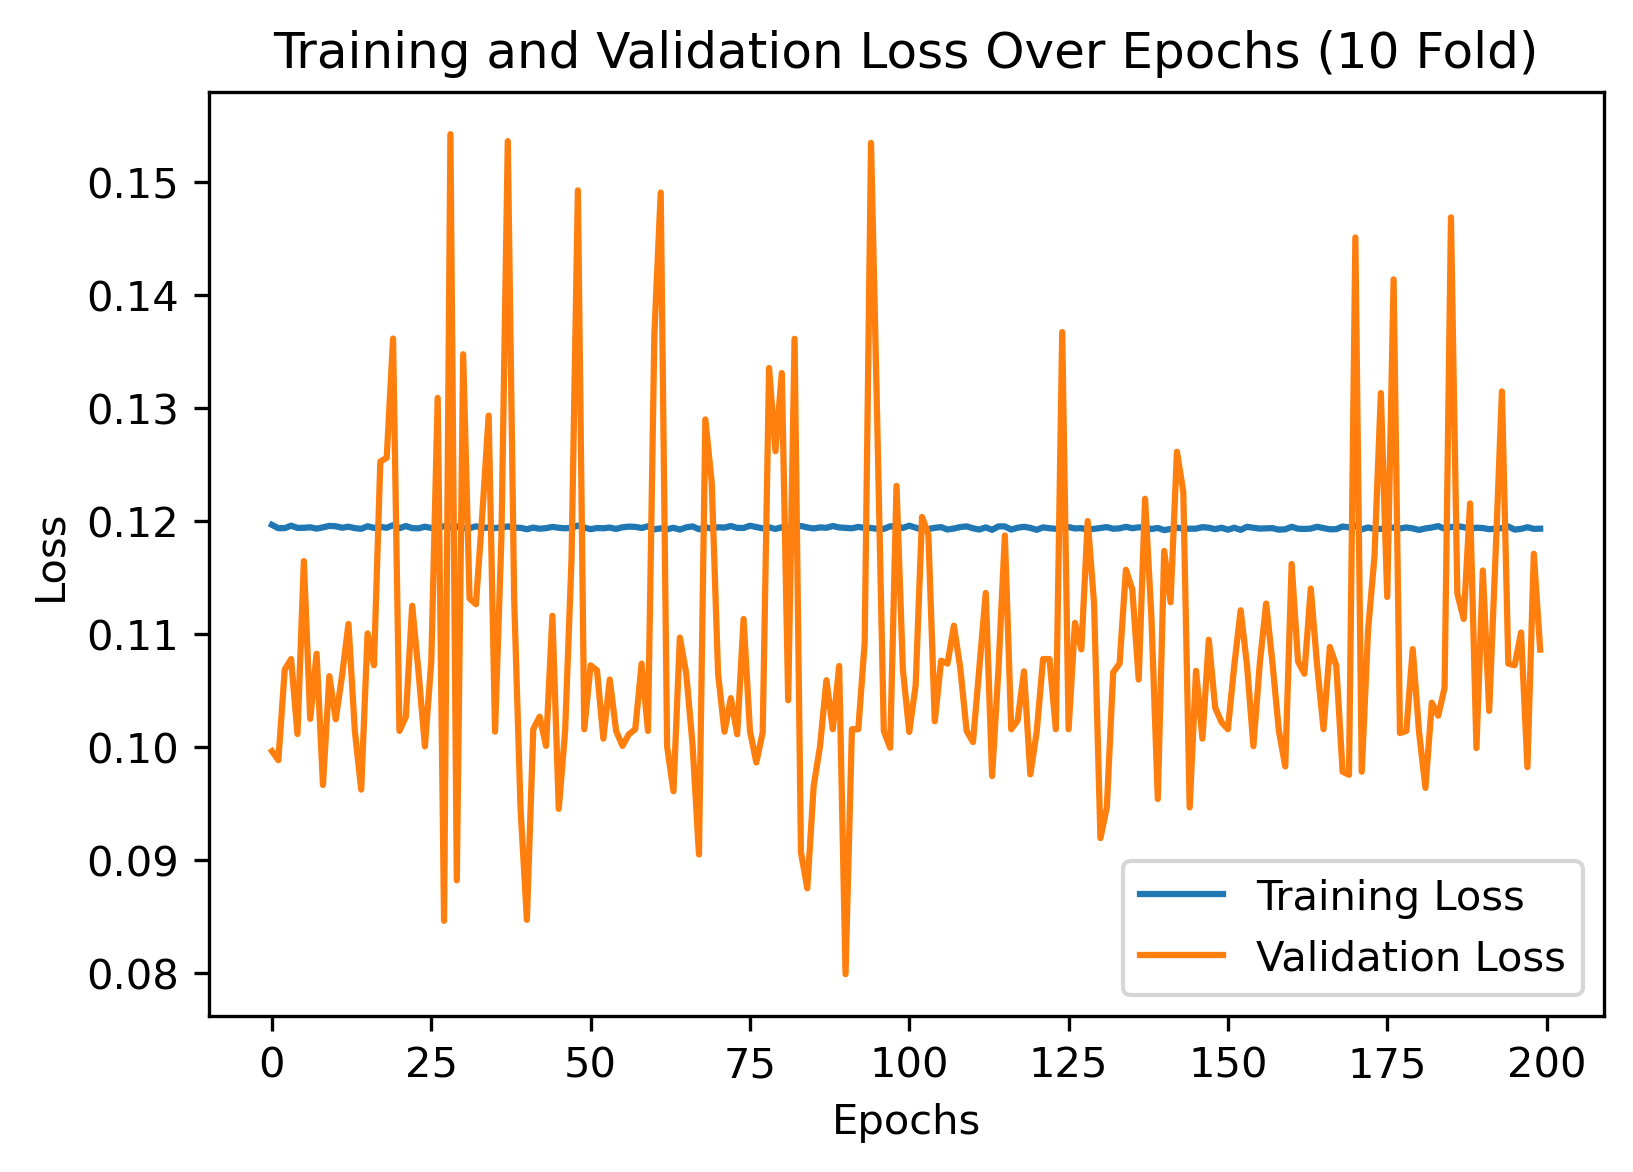 Training and Validation Loss Over Epochs (10 Fold)
0.15
0.14
0.13
0.12
0.11
0.10
0.09
0.08
Loss
Training Loss
Validation Loss
0 25 50 75 100 125 150 175 200
Epochs